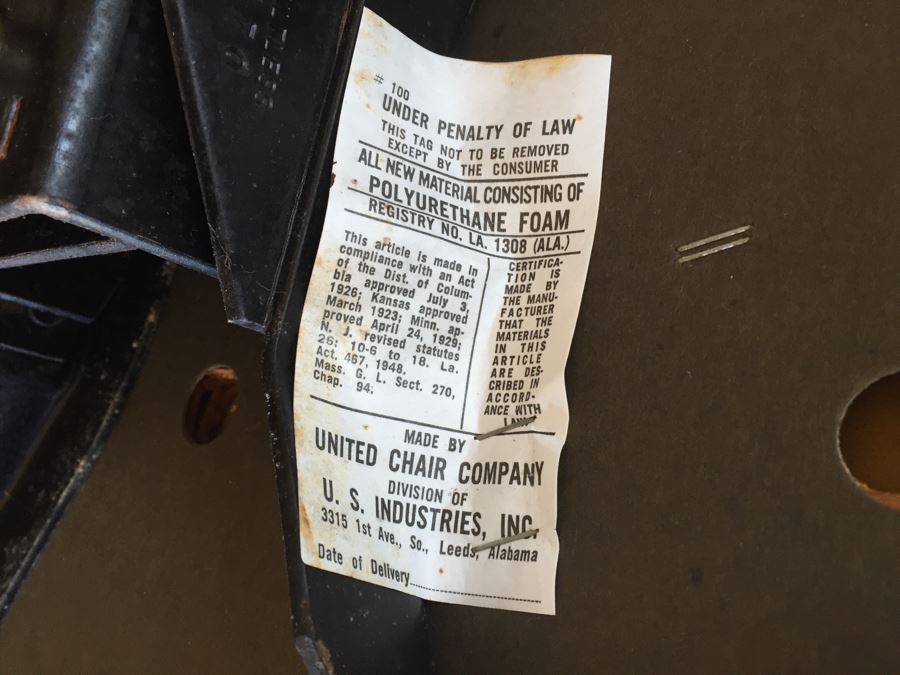 # 100
UNDER PENALTY OF LAW
THIS TAG NOT TO BE REMOVED
EXCEPT BY THE CONSUMER
ALL NEW MATERIAL CONSISTING OF
POLYURETHANE FOAM
REGISTRY NO. LA. 1308 (ALA.)
This article is made in
compliance with an Act
of the Dist. of Colum-
bia approved July 3,
1926; Kansas approved
March 1923; Minn. ap-
proved April 24, 1929;
N. J. revised statutes
26; 10-6 to 18. La.
Act. 467, 1948.
Mass. G. L. Sect. 270,
Chap. 94.
CERTIFICA-
TION IS
MADE BY
THE MANU-
FACTURER
THAT THE
MATERIALS
IN THIS
ARTICLE
ARE DES-
CRIBED IN
ACCORD-
ANCE WITH
LAW.
MADE BY
UNITED CHAIR COMPANY
DIVISION OF
U. S. INDUSTRIES, INC.
3315 1st Ave., So., Leeds, Alabama
Date of Delivery